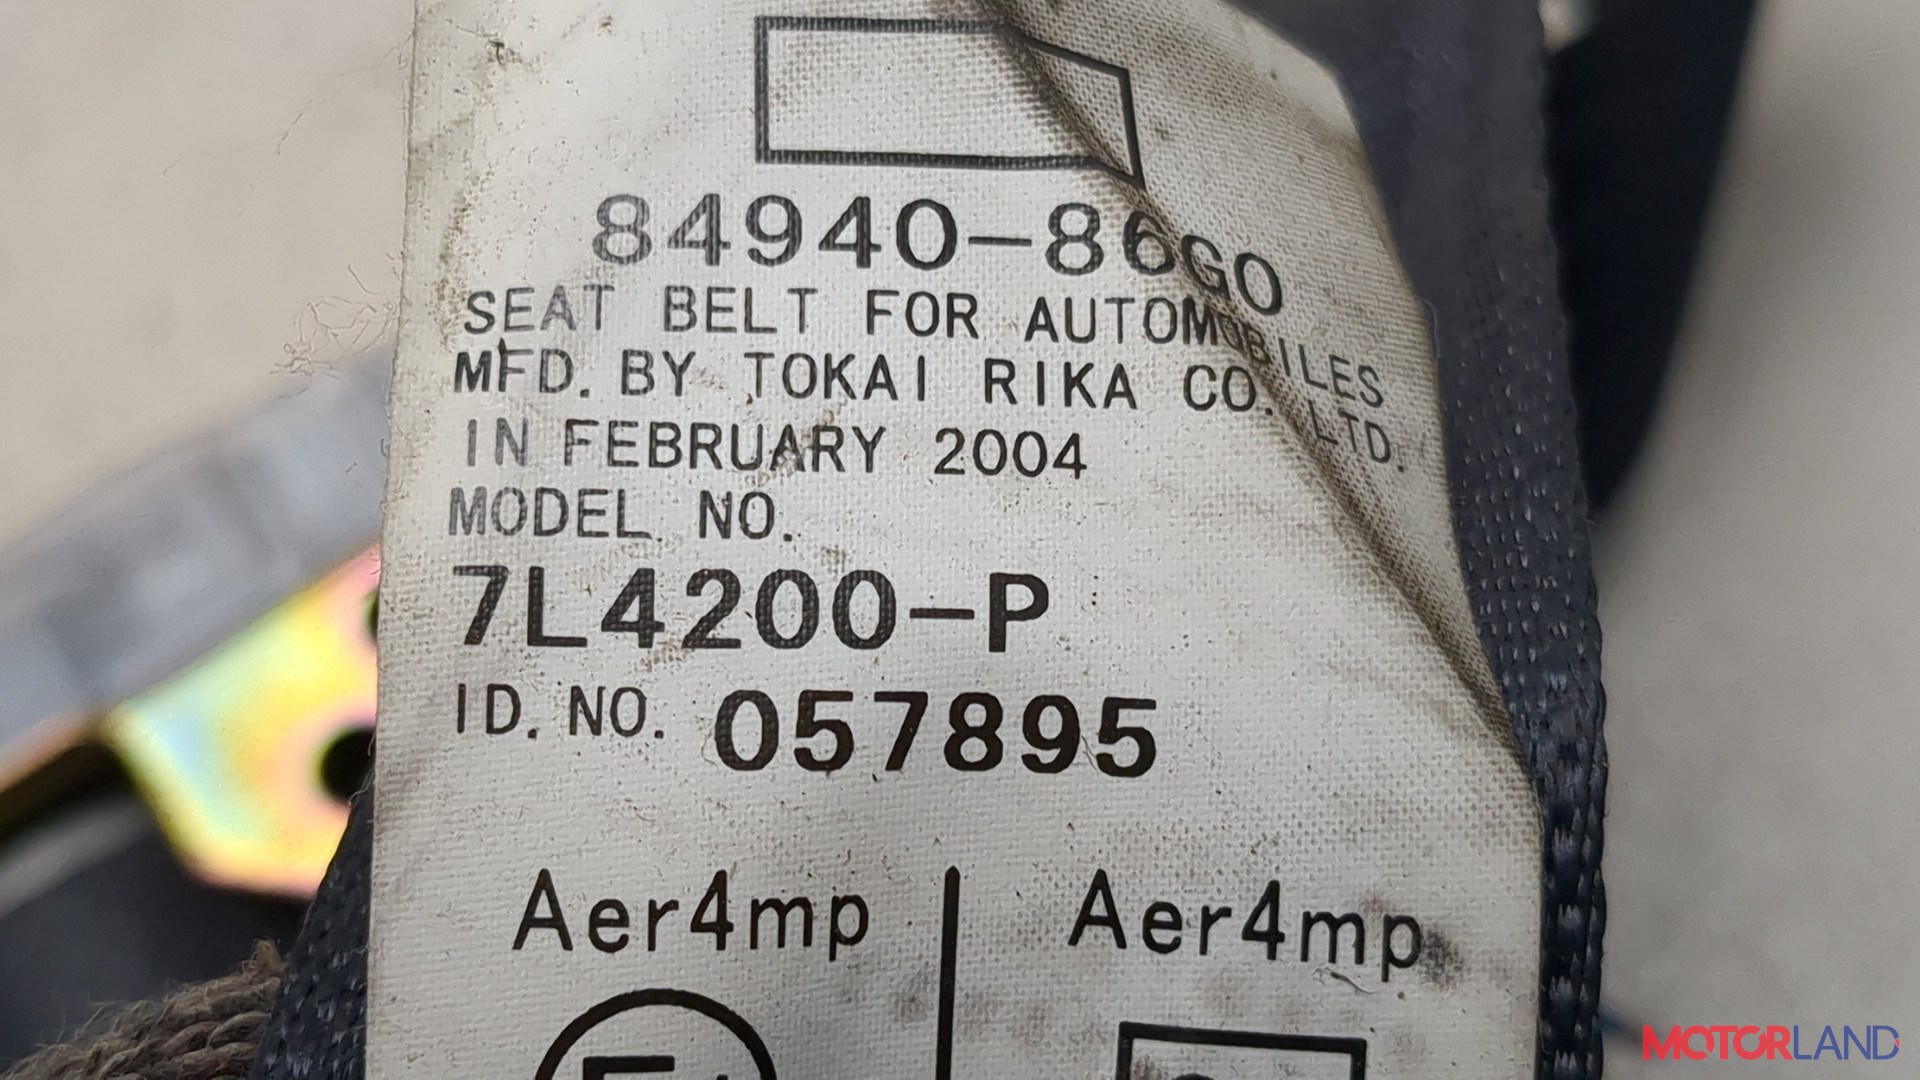 84940-86G0
SEAT BELT FOR AUTOMOBILES
MFD. BY TOKAI RIKA CO. LTD.
IN FEBRUARY 2004
MODEL NO.
7L4200-P
ID. NO. 057895
Aer4mp Aer4mp
MOTORLAND